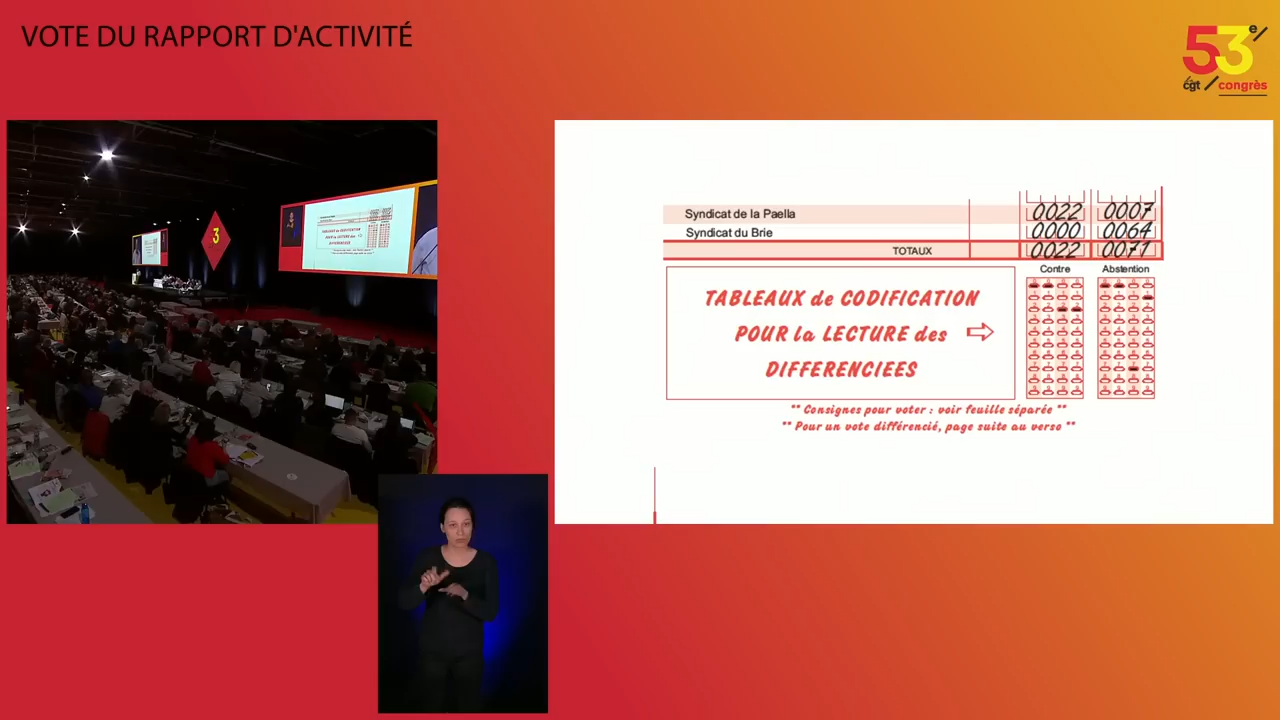 VOTE DU RAPPORT D'ACTIVITÉ
53e/
la cgt / congrès
3
Syndicat de la Paella 0022 0007
Syndicat du Brie 0000 0064
TOTAUX 0022 0071
Contre Abstention
TABLEAUX de CODIFICATION
POUR la LECTURE des ⇨
DIFFERENCIEES
** Consignes pour voter : voir feuille séparée **
** Pour un vote différencié, page suite au verso **